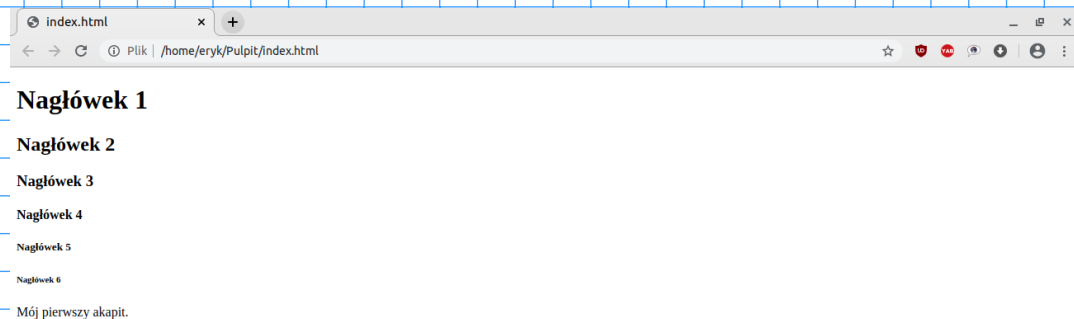 index.html
Plik /home/eryk/Pulpit/index.html
Nagłówek 1
Nagłówek 2
Nagłówek 3
Nagłówek 4
Nagłówek 5
Nagłówek 6
Mój pierwszy akapit.